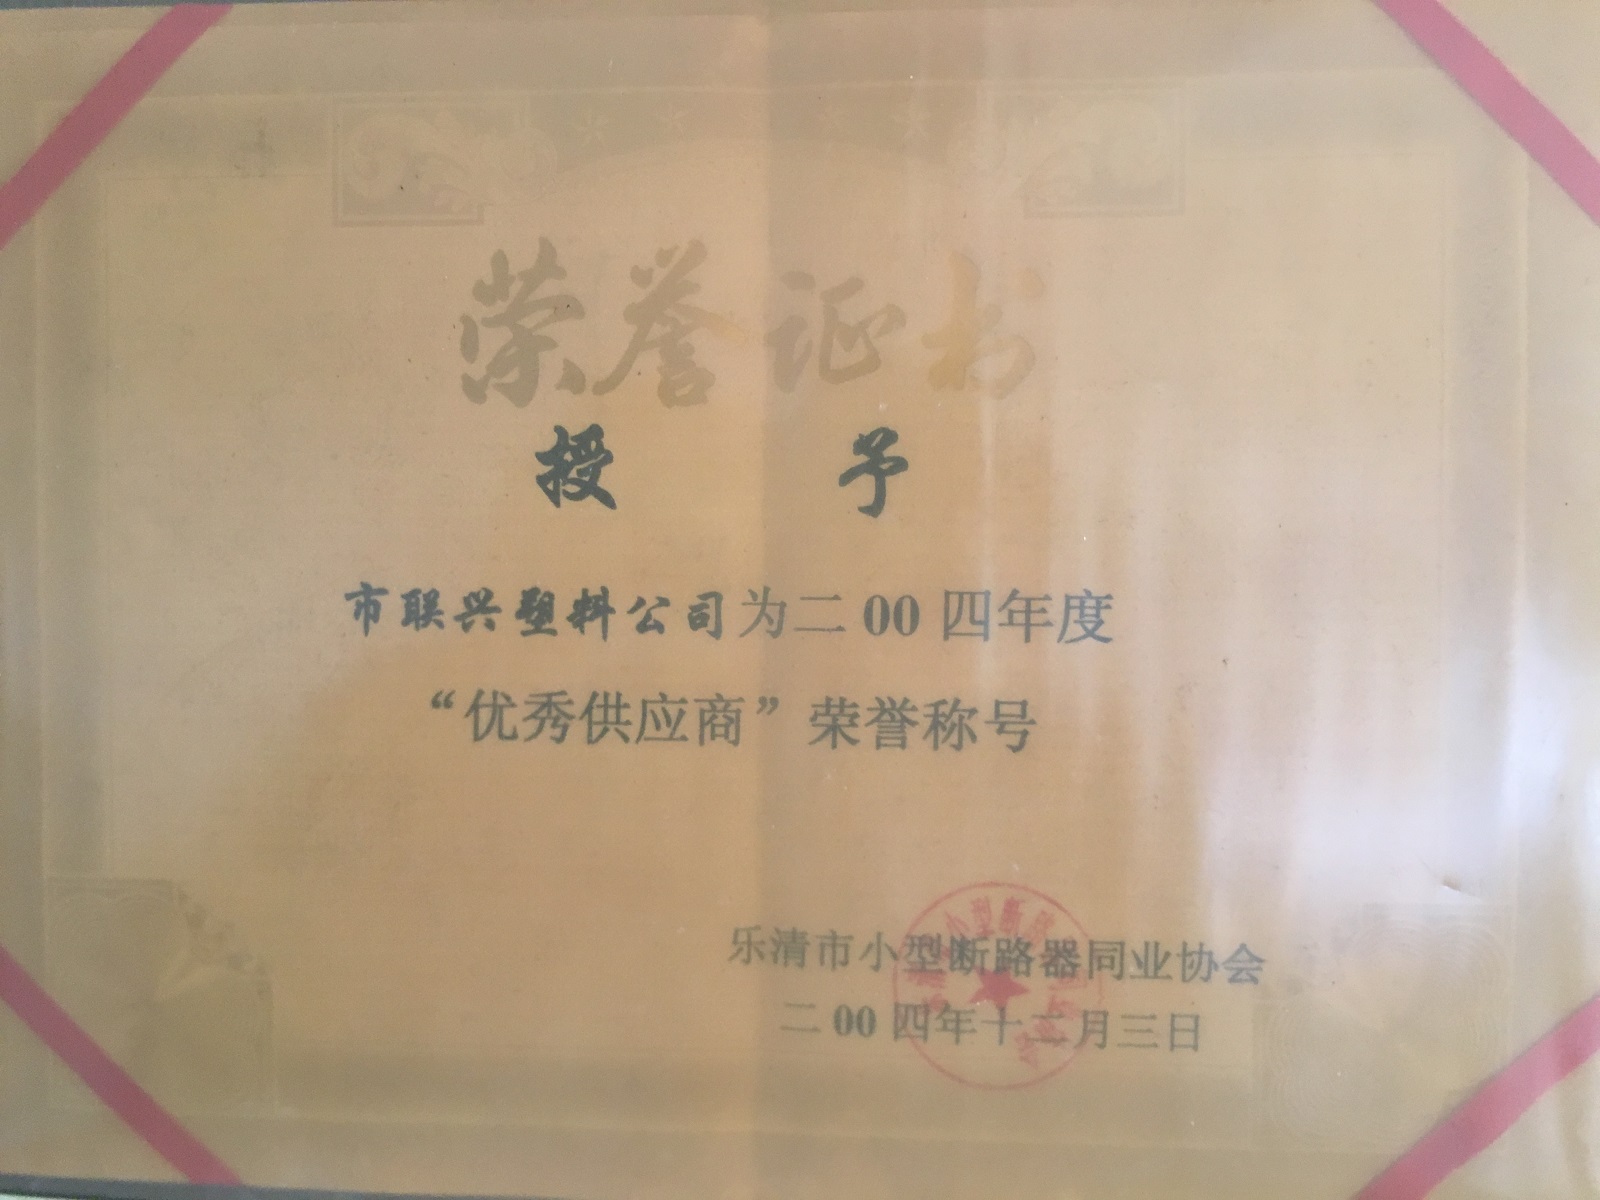 荣誉证书
授 予
市联兴塑料公司为二00四年度
“优秀供应商”荣誉称号
乐清市小型断路器同业协会
二00四年十二月三日